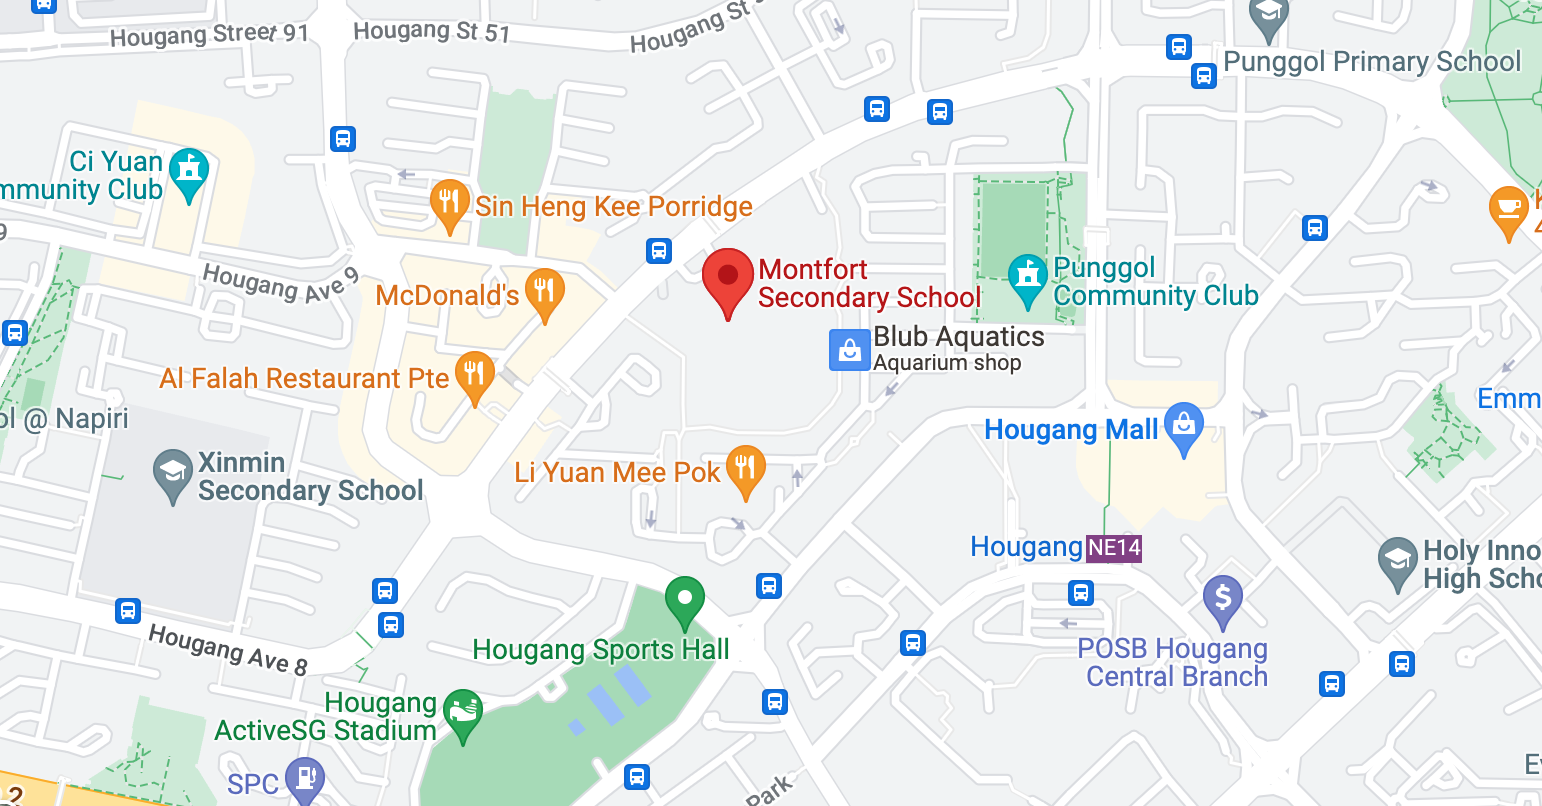 Hougang Street 91
Hougang St 51
Hougang St
Punggol Primary School
Ci Yuan
mmunity Club
Sin Heng Kee Porridge
9
Hougang Ave 9
McDonald's
Montfort
Secondary School
Punggol
Community Club
K
4
Blub Aquatics
Aquarium shop
Al Falah Restaurant Pte
ol @ Napiri
Hougang Mall
Emm
Xinmin
Secondary School
Li Yuan Mee Pok
Hougang NE14
Holy Inno
High Scho
$
Hougang Ave 8
Hougang Sports Hall
POSB Hougang
Central Branch
Hougang
ActiveSG Stadium
SPC
2
Park